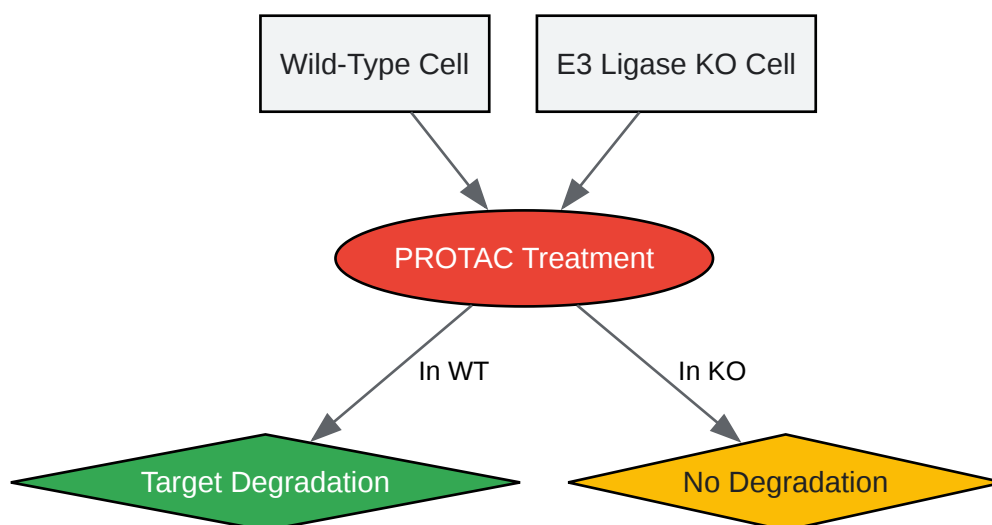 Wild-Type Cell
E3 Ligase KO Cell
PROTAC Treatment
In WT
In KO
Target Degradation
No Degradation